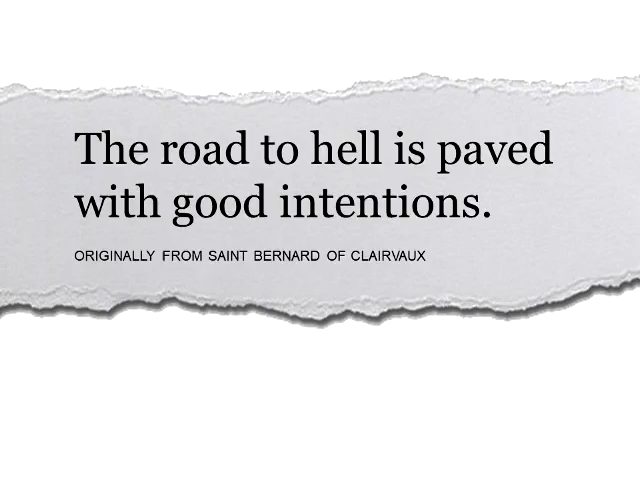 The road to hell is paved
with good intentions.
ORIGINALLY FROM SAINT BERNARD OF CLAIRVAUX